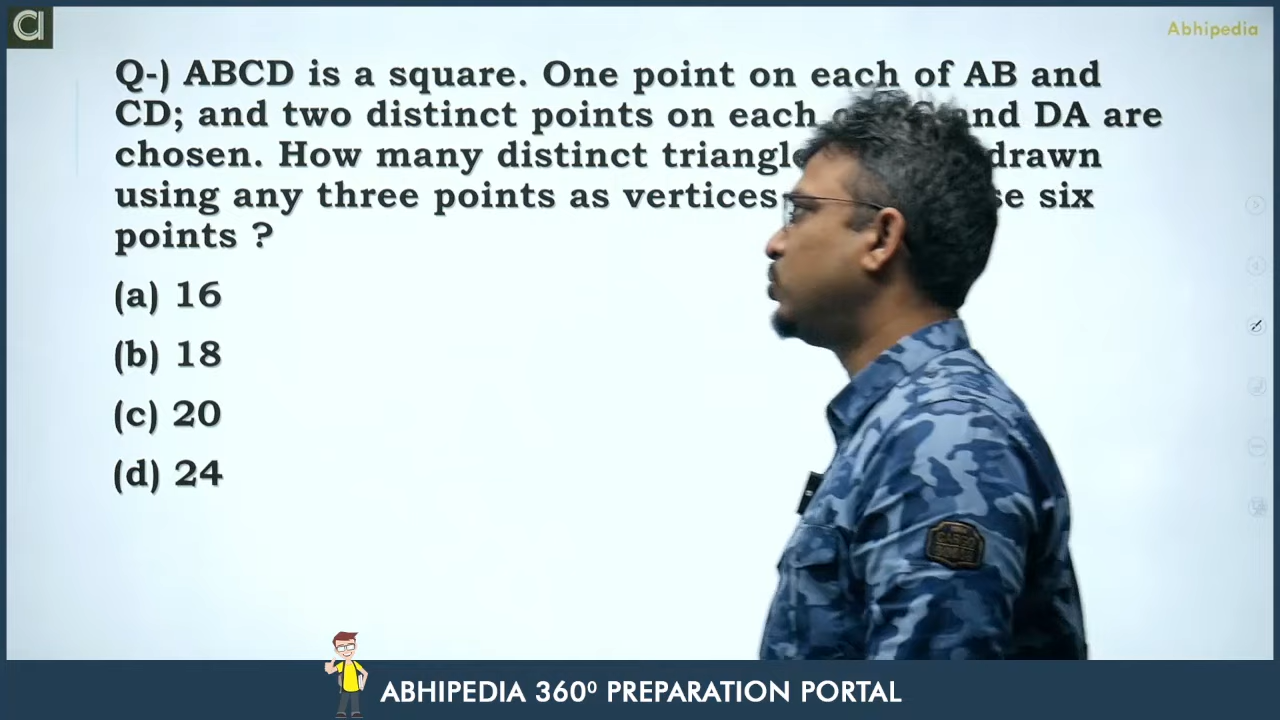 Abhipedia
Q-) ABCD is a square. One point on each of AB and
CD; and two distinct points on each and DA are
chosen. How many distinct drawn
using any three points as vertices six
points ?
(a) 16
(b) 18
(c) 20
(d) 24
ABHIPEDIA 360⁰ PREPARATION PORTAL